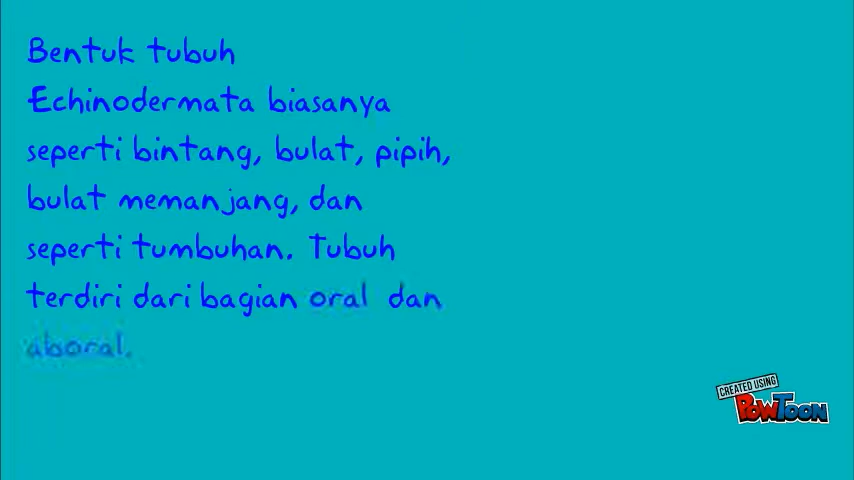 Bentuk tubuh
Echinodermata biasanya
seperti bintang, bulat, pipih,
bulat memanjang, dan
seperti tumbuhan. Tubuh
terdiri dari bagian oral dan
aboral.
CREATED USING
POWTOON